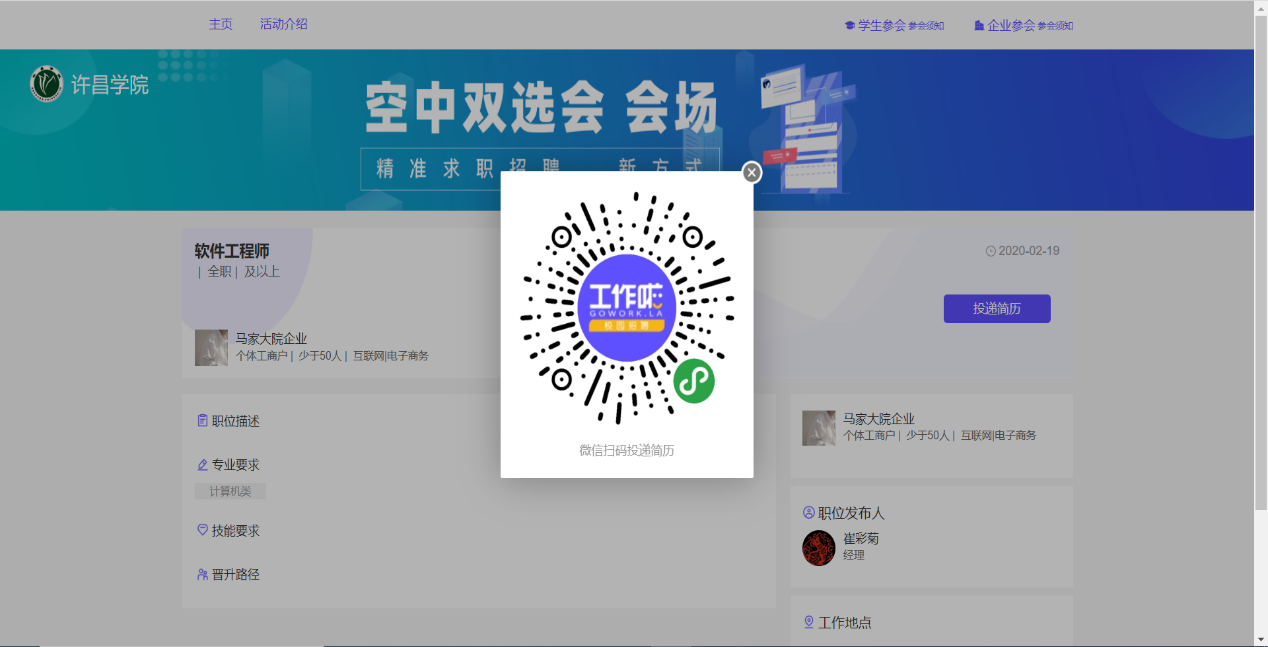 主页 活动介绍 学生参会 参会须知 企业参会 参会须知
许昌学院
空中双选会 会场
精准求职招聘 新方式
软件工程师
| 全职 | 及以上
2020-02-19
投递简历
马家大院企业
个体工商户 | 少于50人 | 互联网|电子商务
工作啦
GOWORK.LA
校园招聘
微信扫码投递简历
职位描述
专业要求
计算机类
技能要求
晋升路径
马家大院企业
个体工商户 | 少于50人 | 互联网|电子商务
职位发布人
崔彩菊
经理
工作地点